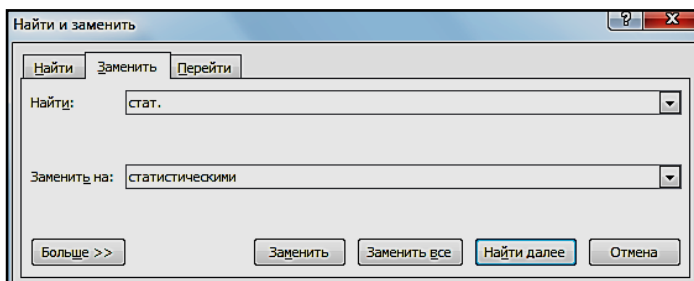 Найти и заменить
Найти Заменить Перейти
Найти: стат.
Заменить на: статистическими
Больше >> Заменить Заменить все Найти далее Отмена